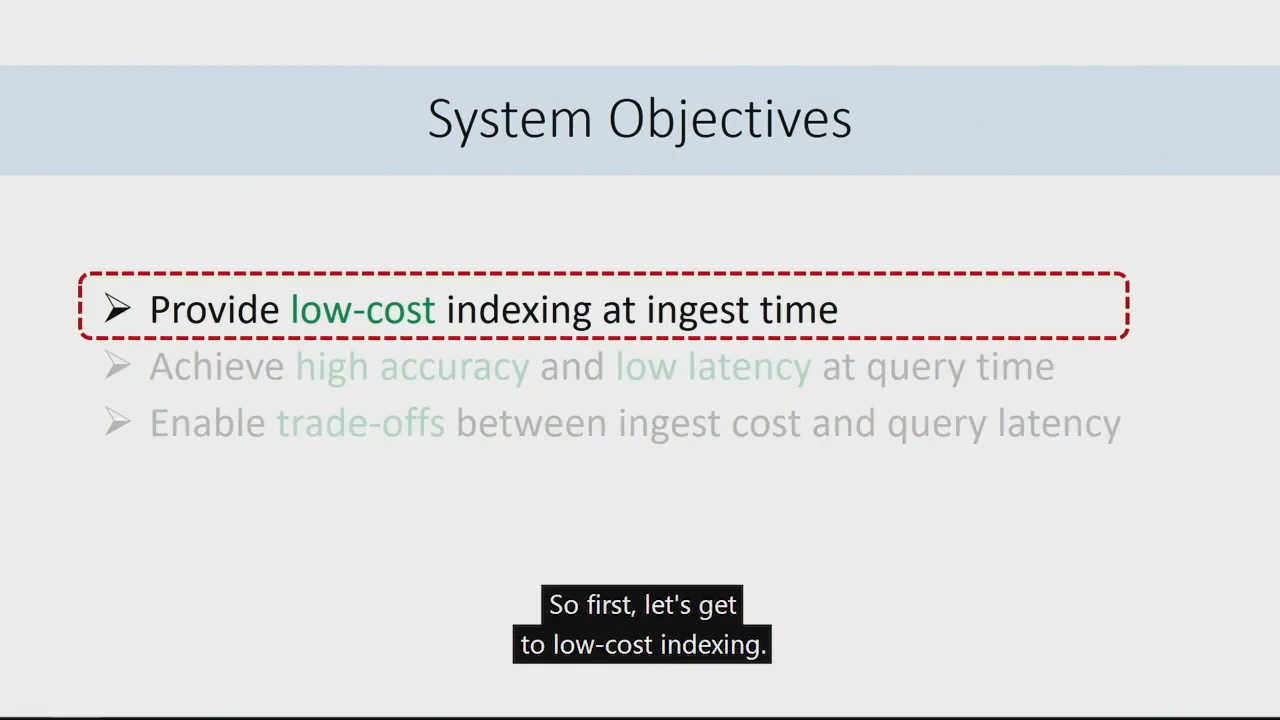 System Objectives
➢ Provide low-cost indexing at ingest time
➢ Achieve high accuracy and low latency at query time
➢ Enable trade-offs between ingest cost and query latency
So first, let's get
to low-cost indexing.